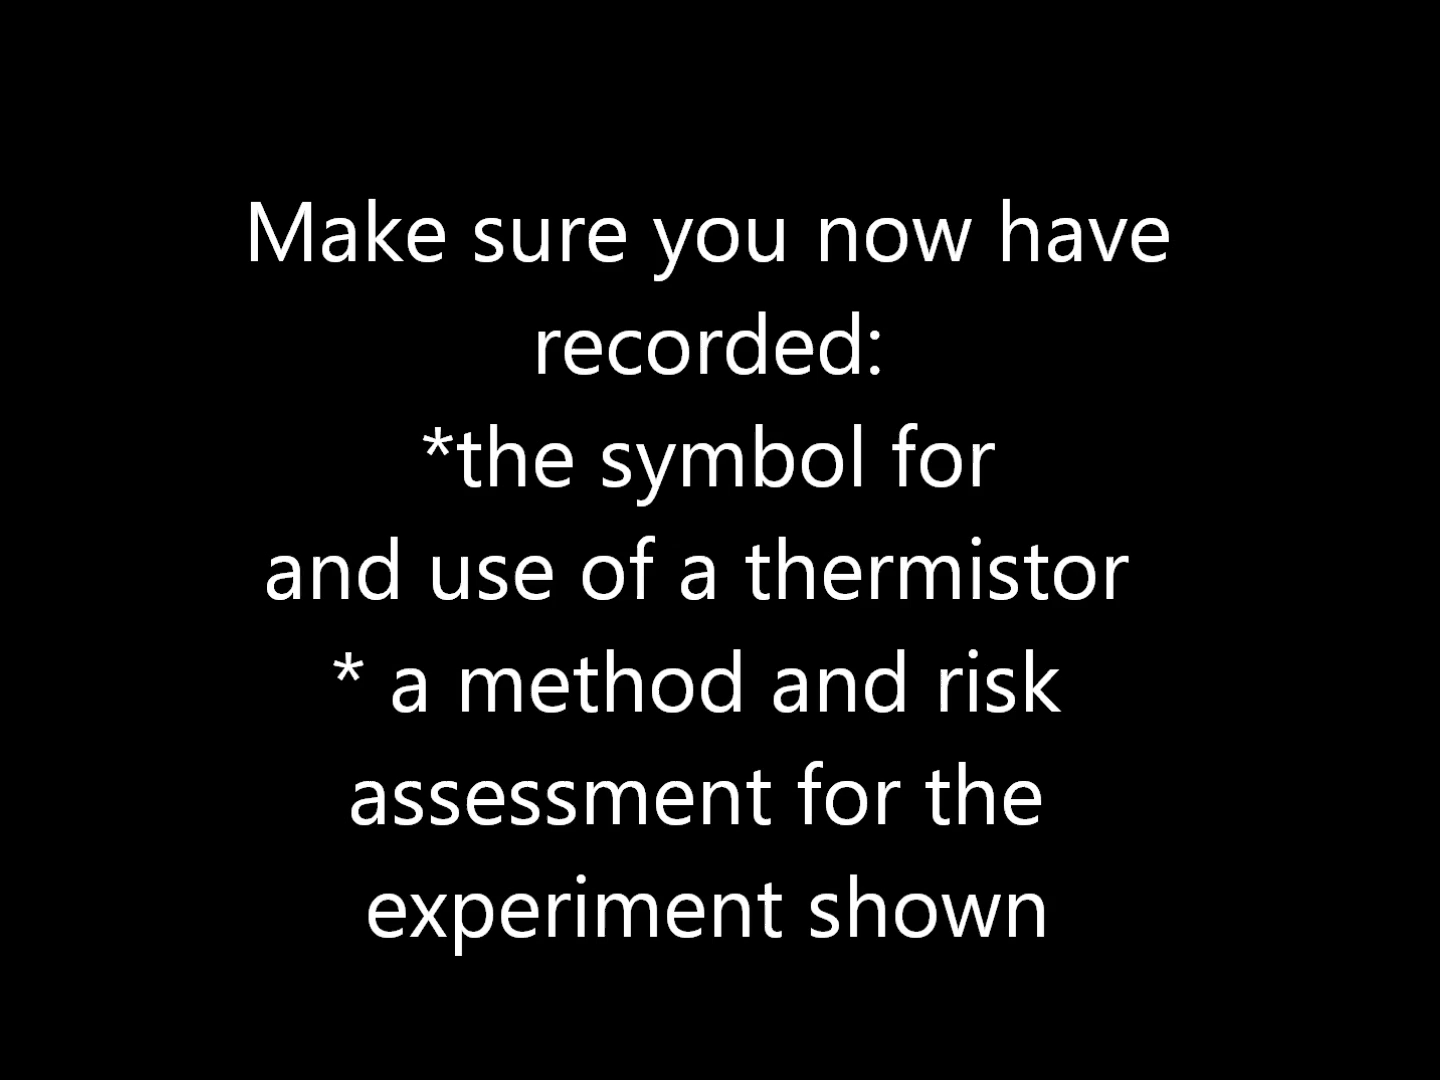 Make sure you now have
recorded:
*the symbol for
and use of a thermistor
* a method and risk
assessment for the
experiment shown